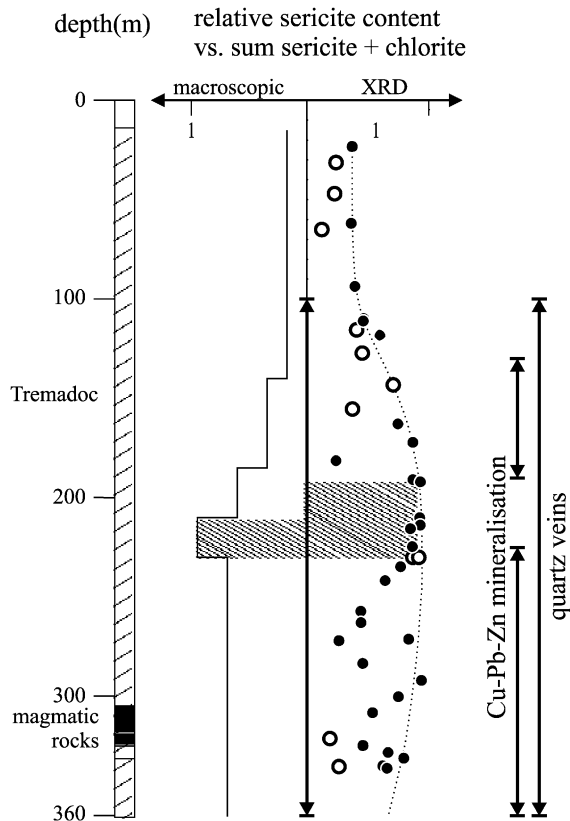 depth(m)
relative sericite content
vs. sum sericite + chlorite
macroscopic
XRD
0
1
1
100
Tremadoc
200
Cu-Pb-Zn mineralisation
quartz veins
300
magmatic
rocks
360